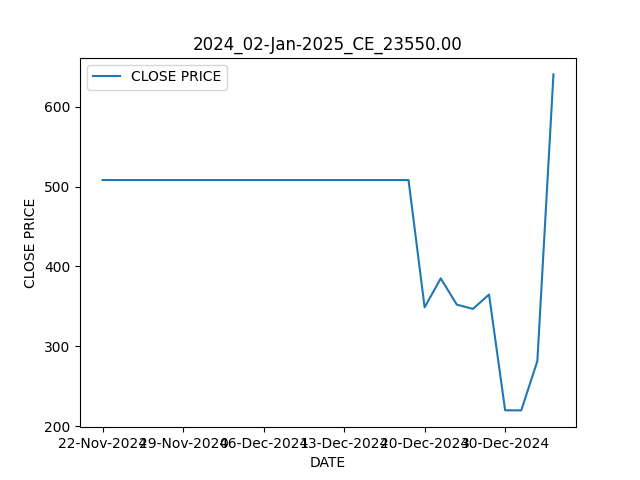 2024_02-Jan-2025_CE_23550.00
CLOSE PRICE
CLOSE PRICE
600
500
400
300
200
22-Nov-2024 29-Nov-2024 06-Dec-2024 13-Dec-2024 20-Dec-2024 30-Dec-2024
DATE